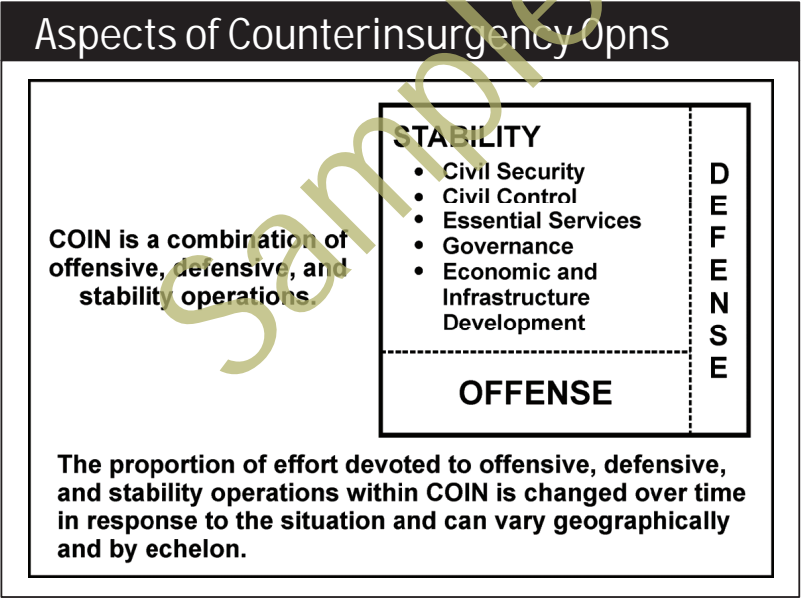 Aspects of Counterinsurgency Opns
COIN is a combination of
offensive, defensive, and
stability operations.
STABILITY
• Civil Security
• Civil Control
• Essential Services
• Governance
• Economic and
Infrastructure
Development
DEFENSE
OFFENSE
The proportion of effort devoted to offensive, defensive,
and stability operations within COIN is changed over time
in response to the situation and can vary geographically
and by echelon.
Sample